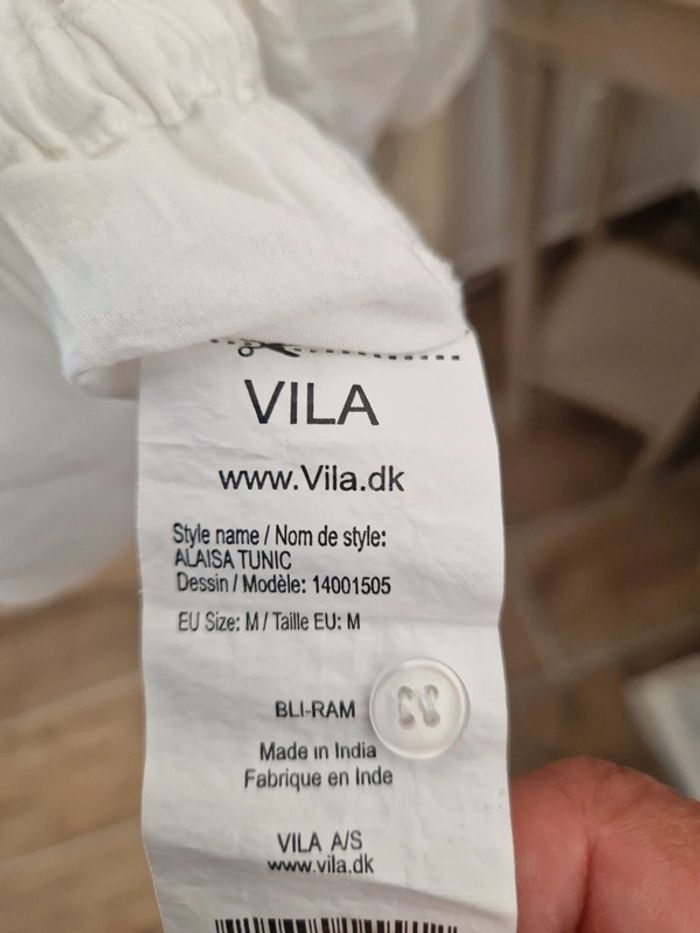 VILA
www.Vila.dk
Style name / Nom de style:
ALAISA TUNIC
Dessin / Modèle: 14001505
EU Size: M / Taille EU: M
BLI-RAM
Made in India
Fabrique en Inde
VILA A/S
www.vila.dk